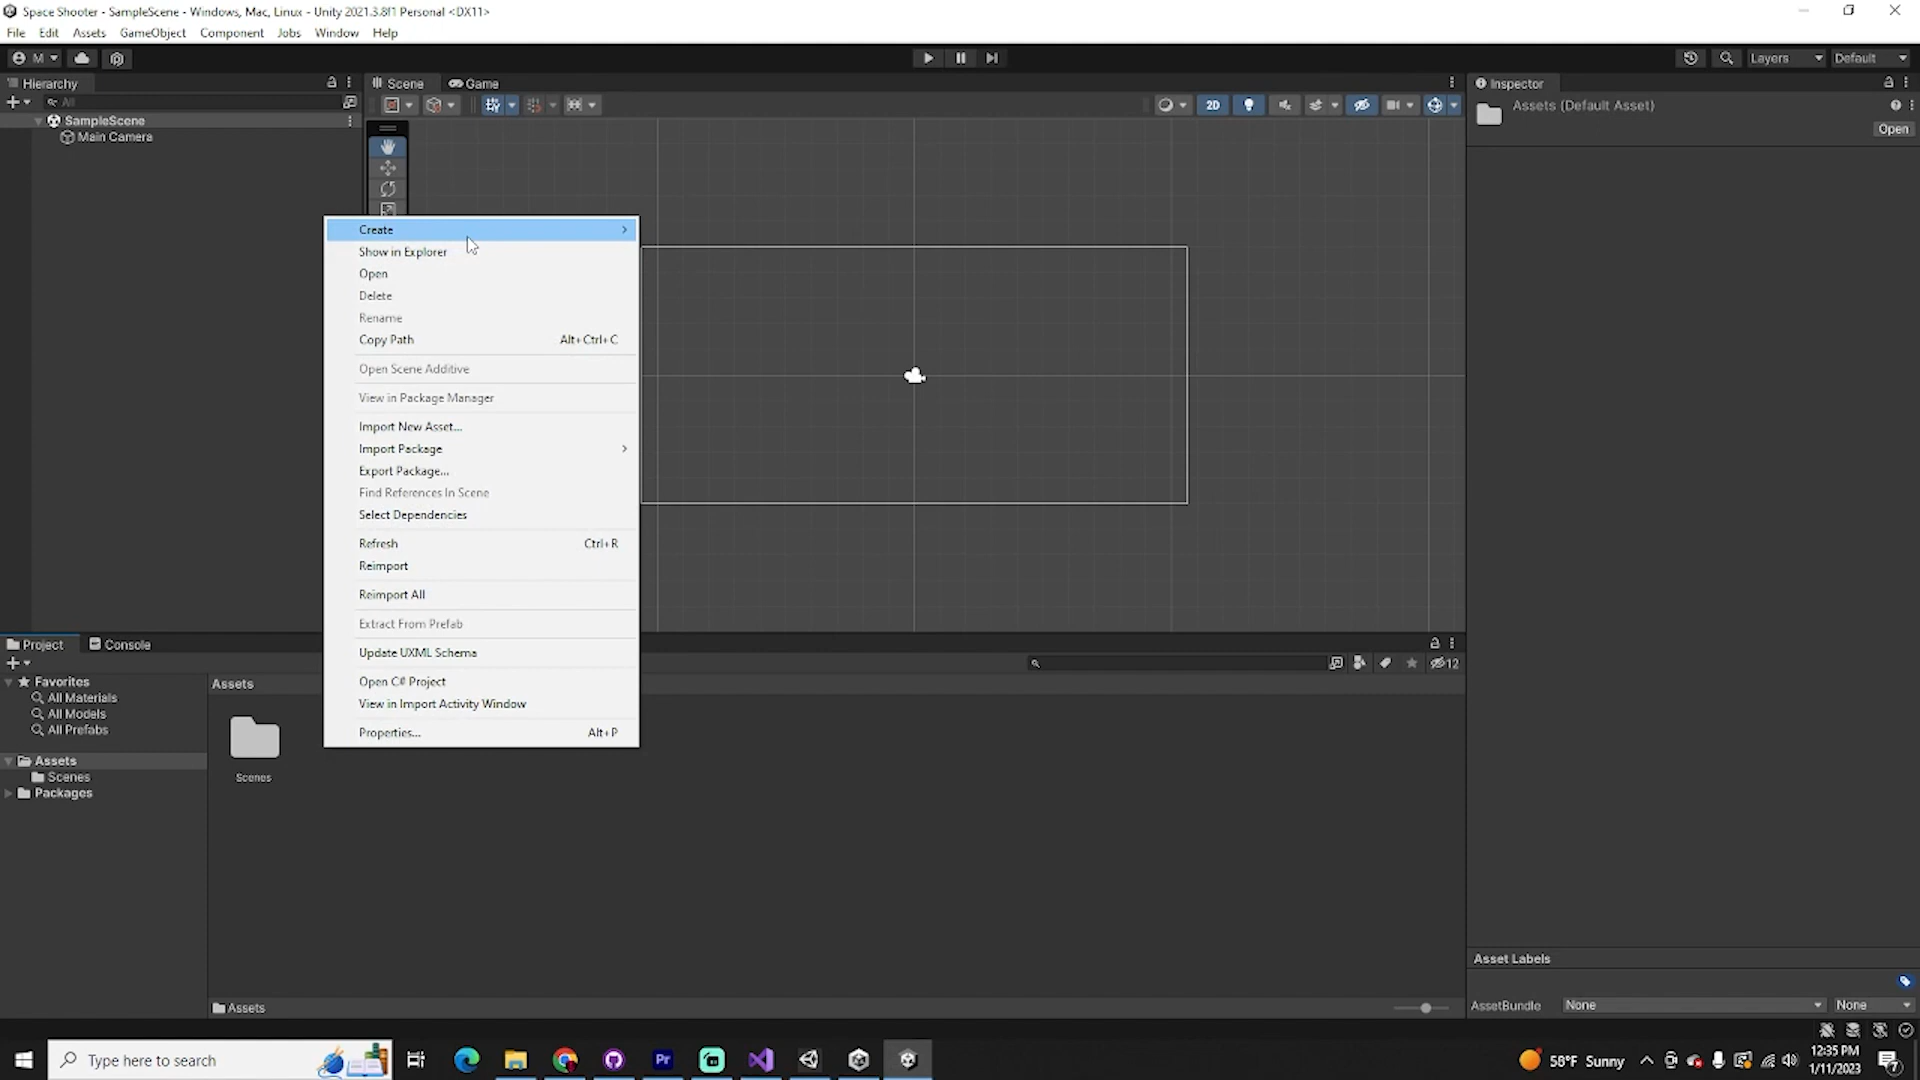 Space Shooter - SampleScene - Windows, Mac, Linux - Unity 2021.3.8f1 Personal <DX11>
File Edit Assets GameObject Component Jobs Window Help
M Layers Default
Hierarchy Scene Game Inspector
All 2D
Assets (Default Asset)
Open
SampleScene
Main Camera
Create
Show in Explorer
Open
Delete
Rename
Copy Path Alt+Ctrl+C
Open Scene Additive
View in Package Manager
Import New Asset...
Import Package
Export Package...
Find References In Scene
Select Dependencies
Refresh Ctrl+R
Reimport
Reimport All
Extract From Prefab
Update UXML Schema
Open C# Project
View in Import Activity Window
Properties... Alt+P
Project Console
12
Favorites
All Materials
All Models
All Prefabs
Assets
Scenes
Packages
Assets
Scenes
Assets
Asset Labels
AssetBundle None None
Type here to search
Pr
58°F Sunny
12:35 PM
1/11/2023
7